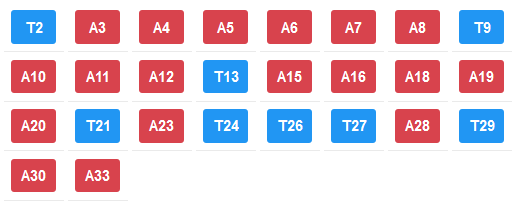 T2 A3 A4 A5 A6 A7 A8 T9
A10 A11 A12 T13 A15 A16 A18 A19
A20 T21 A23 T24 T26 T27 A28 T29
A30 A33